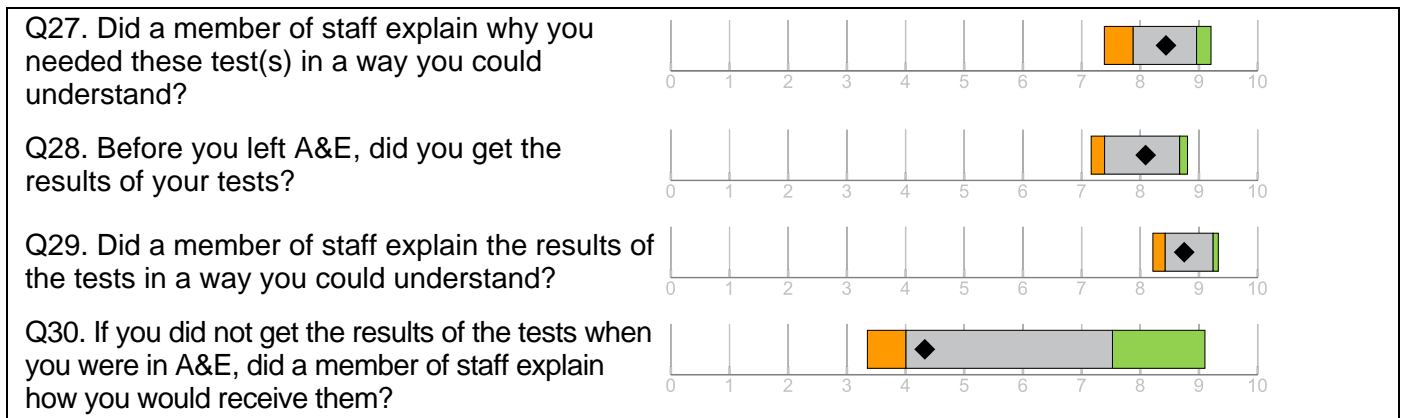 Q27. Did a member of staff explain why you
needed these test(s) in a way you could
understand?
0 1 2 3 4 5 6 7 8 9 10
Q28. Before you left A&E, did you get the
results of your tests?
0 1 2 3 4 5 6 7 8 9 10
Q29. Did a member of staff explain the results of
the tests in a way you could understand?
0 1 2 3 4 5 6 7 8 9 10
Q30. If you did not get the results of the tests when
you were in A&E, did a member of staff explain
how you would receive them?
0 1 2 3 4 5 6 7 8 9 10